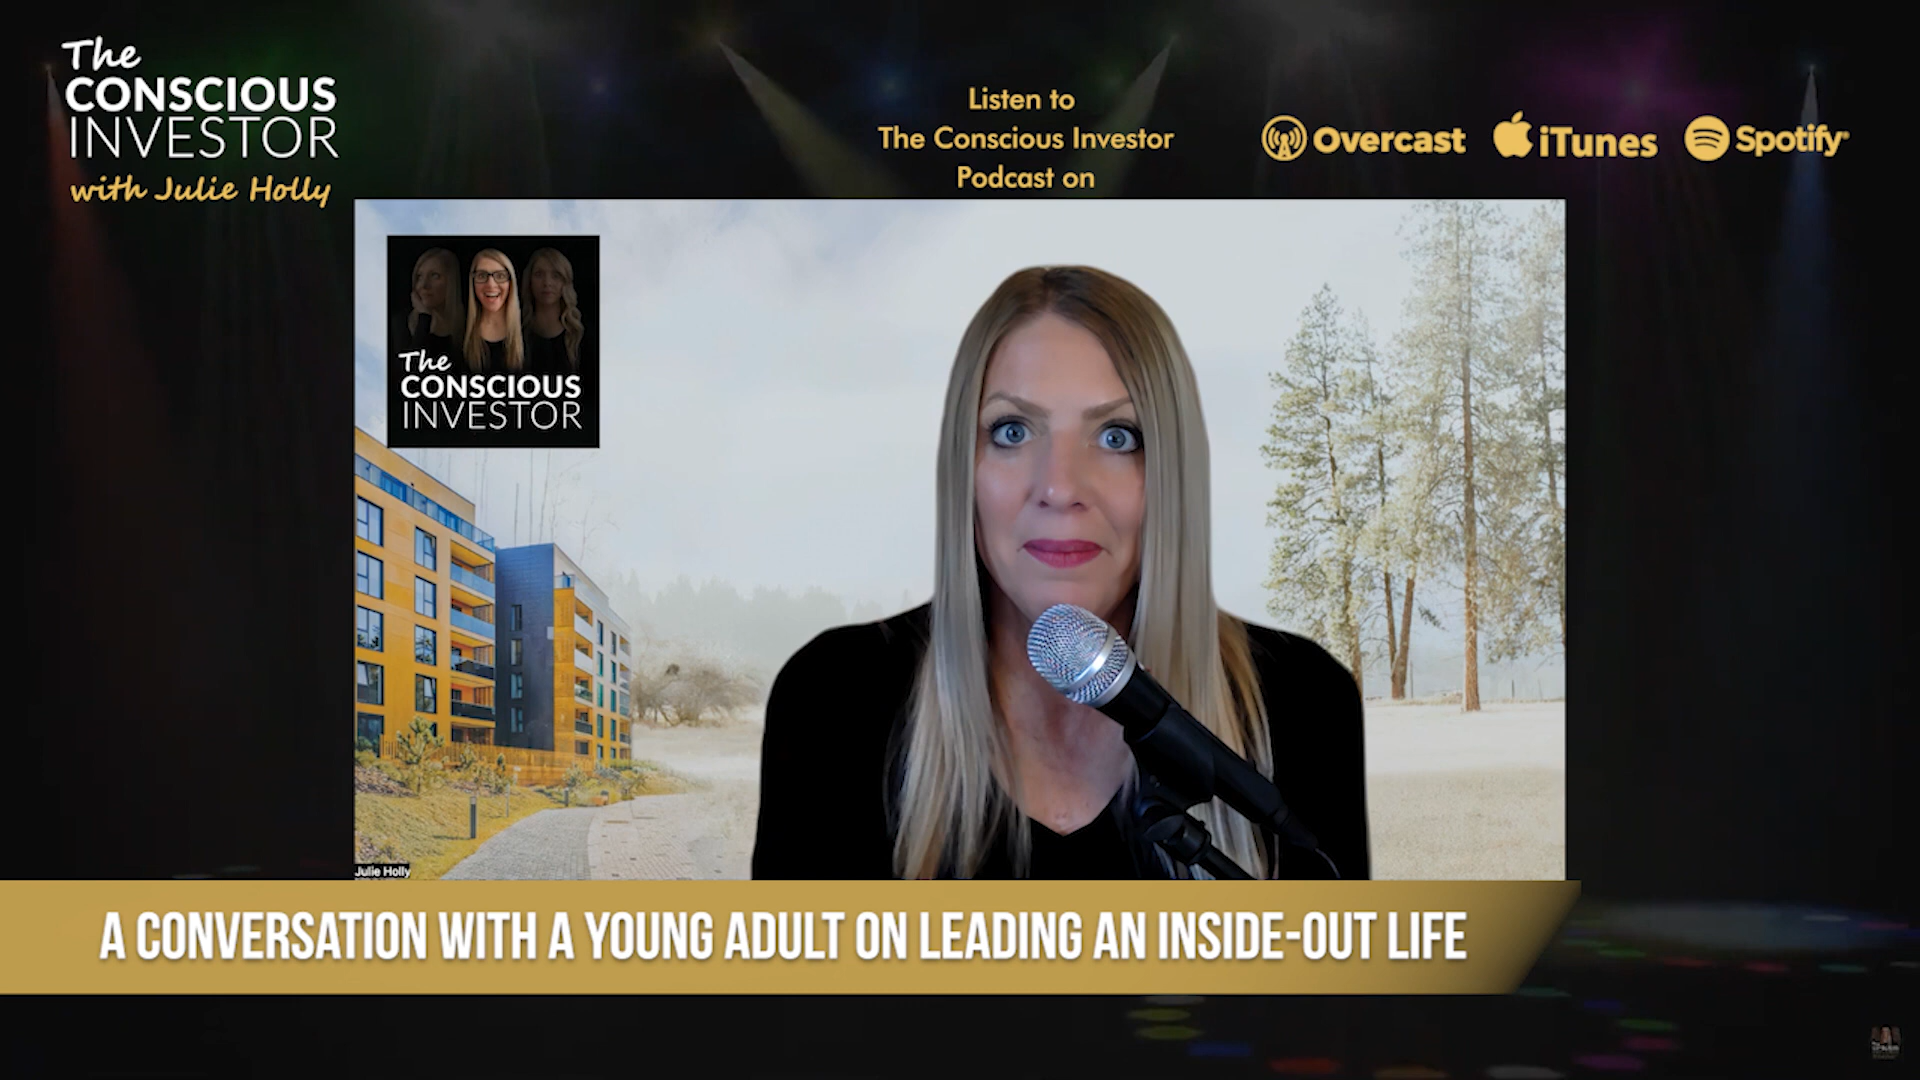 The
CONSCIOUS
INVESTOR
with Julie Holly
Listen to
The Conscious Investor
Podcast on
Overcast
iTunes
Spotify
The
CONSCIOUS
INVESTOR
Julie Holly
A CONVERSATION WITH A YOUNG ADULT ON LEADING AN INSIDE-OUT LIFE